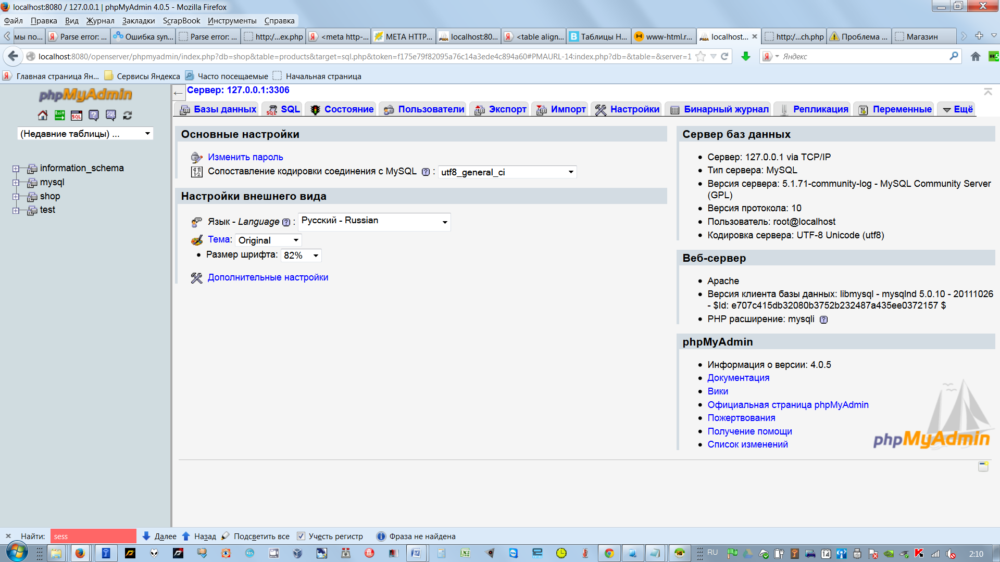 localhost:8080 / 127.0.0.1 | phpMyAdmin 4.0.5 - Mozilla Firefox
Файл Правка Вид Журнал Закладки ScrapBook Инструменты Справка
мы по... Parse error: ... Ошибка syn... Parse error: ... http:/...ex.php <meta http-... META HTTP... localhost:80... <table align... Таблицы H... www-html.r... localhost... http:/...ch.php Проблема ... Магазин
localhost:8080/openserver/phpmyadmin/index.php?db=shop&table=products&target=sql.php&token=f175e79f82095a76c14a3ede4c894a60#PMAURL-14:index.php?db=&table=&server=1 Яндекс
Главная страница Ян... Сервисы Яндекса Часто посещаемые Начальная страница
phpMyAdmin
(Недавние таблицы) ...
information_schema
mysql
shop
test
Сервер: 127.0.0.1:3306
Базы данных SQL Состояние Пользователи Экспорт Импорт Настройки Бинарный журнал Репликация Переменные Ещё
Основные настройки
Изменить пароль
Сопоставление кодировки соединения с MySQL : utf8_general_ci
Настройки внешнего вида
Язык - Language : Русский - Russian
Тема: Original
Размер шрифта: 82%
Дополнительные настройки
Сервер баз данных
Сервер: 127.0.0.1 via TCP/IP
Тип сервера: MySQL
Версия сервера: 5.1.71-community-log - MySQL Community Server
(GPL)
Версия протокола: 10
Пользователь: root@localhost
Кодировка сервера: UTF-8 Unicode (utf8)
Веб-сервер
Apache
Версия клиента базы данных: libmysql - mysqlnd 5.0.10 - 20111026
- $Id: e707c415db32080b3752b232487a435ee0372157 $
PHP расширение: mysqli
phpMyAdmin
Информация о версии: 4.0.5
Документация
Вики
Официальная страница phpMyAdmin
Пожертвования
Получение помощи
Список изменений
phpMyAdmin
Найти: sess Далее Назад Подсветить все Учесть регистр Фраза не найдена
RU 2:10